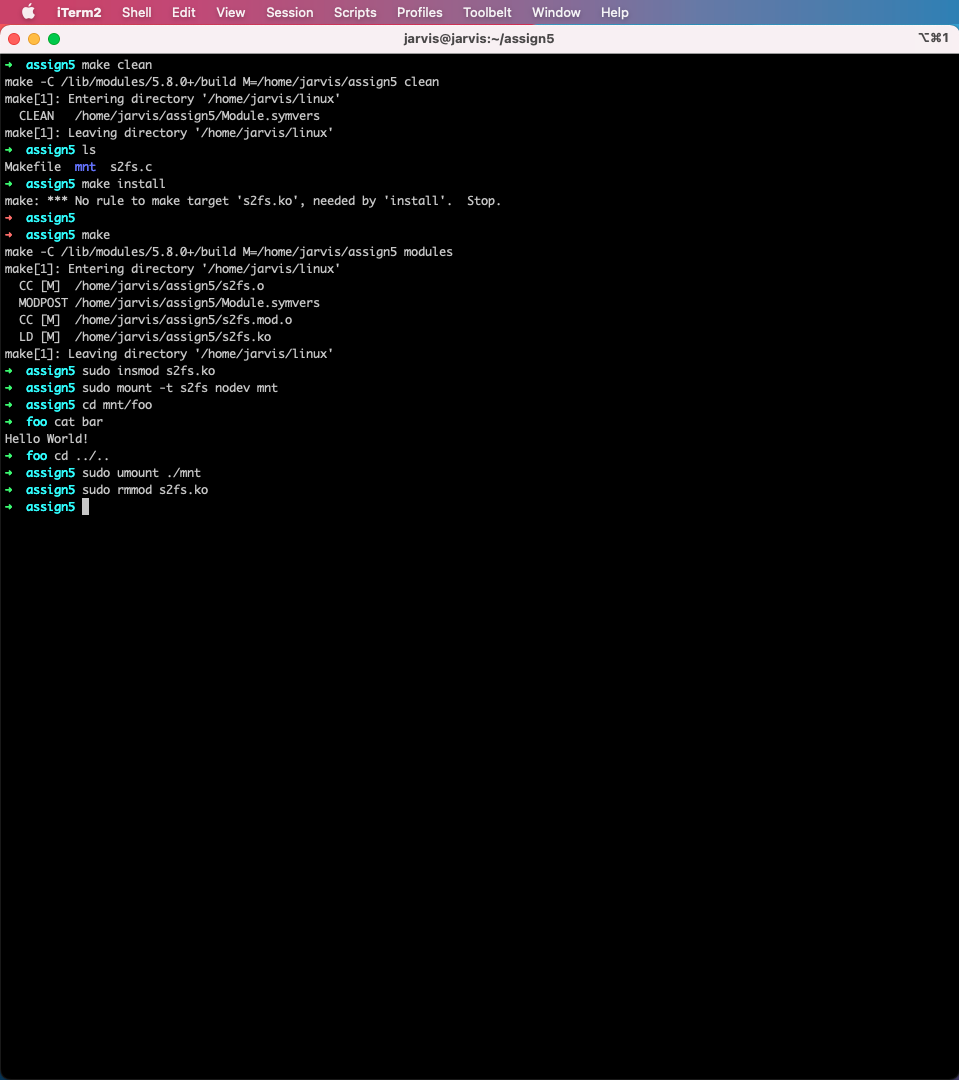 iTerm2 Shell Edit View Session Scripts Profiles Toolbelt Window Help
jarvis@jarvis:~/assign5 ⌥⌘1
➜  assign5 make clean
make -C /lib/modules/5.8.0+/build M=/home/jarvis/assign5 clean
make[1]: Entering directory '/home/jarvis/linux'
  CLEAN   /home/jarvis/assign5/Module.symvers
make[1]: Leaving directory '/home/jarvis/linux'
➜  assign5 ls
Makefile  mnt  s2fs.c
➜  assign5 make install
make: *** No rule to make target 's2fs.ko', needed by 'install'.  Stop.
➜  assign5
➜  assign5 make
make -C /lib/modules/5.8.0+/build M=/home/jarvis/assign5 modules
make[1]: Entering directory '/home/jarvis/linux'
  CC [M]  /home/jarvis/assign5/s2fs.o
  MODPOST /home/jarvis/assign5/Module.symvers
  CC [M]  /home/jarvis/assign5/s2fs.mod.o
  LD [M]  /home/jarvis/assign5/s2fs.ko
make[1]: Leaving directory '/home/jarvis/linux'
➜  assign5 sudo insmod s2fs.ko
➜  assign5 sudo mount -t s2fs nodev mnt
➜  assign5 cd mnt/foo
➜  foo cat bar
Hello World!
➜  foo cd ../..
➜  assign5 sudo umount ./mnt
➜  assign5 sudo rmmod s2fs.ko
➜  assign5